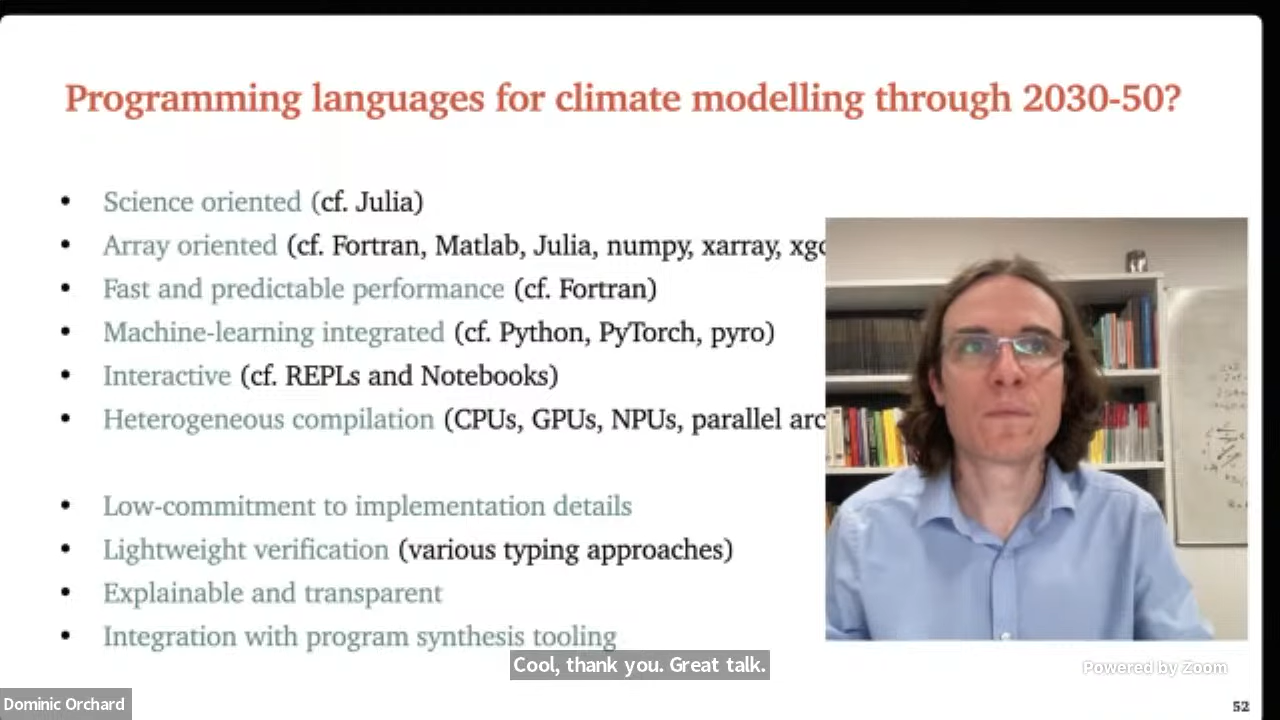 Programming languages for climate modelling through 2030-50?
• Science oriented (cf. Julia)
• Array oriented (cf. Fortran, Matlab, Julia, numpy, xarray,
• Fast and predictable performance (cf. Fortran)
• Machine-learning integrated (cf. Python, PyTorch, pyro)
• Interactive (cf. REPLs and Notebooks)
• Heterogeneous compilation (CPUs, GPUs, NPUs, parallel
• Low-commitment to implementation details
• Lightweight verification (various typing approaches)
• Explainable and transparent
• Integration with program synthesis tooling
Cool, thank you. Great talk.
Powered by Zoom
Dominic Orchard
52